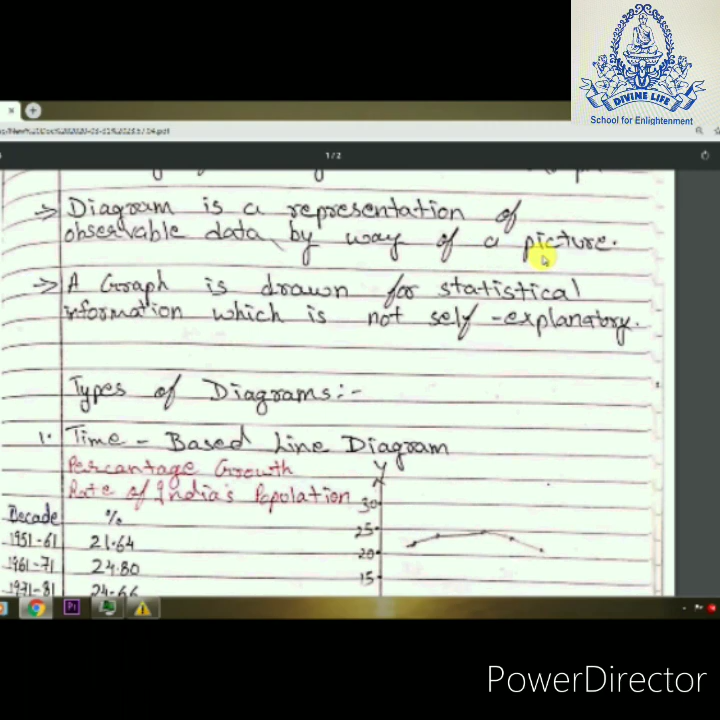 DIVINE LIFE
School for Enlightenment
1 / 2
→ Diagram is a representation of
observable data, by way of a picture.
→ A Graph is drawn for statistical
information which is not self-explanatory.
Types of Diagrams:-
1. Time - Based Line Diagram
Percantage Growth
Rate of India's Population
Y
30
Decade %
25
1951-61 21.64
20
1961-71 24.80
15
1971-81 24.66
Pr
PowerDirector